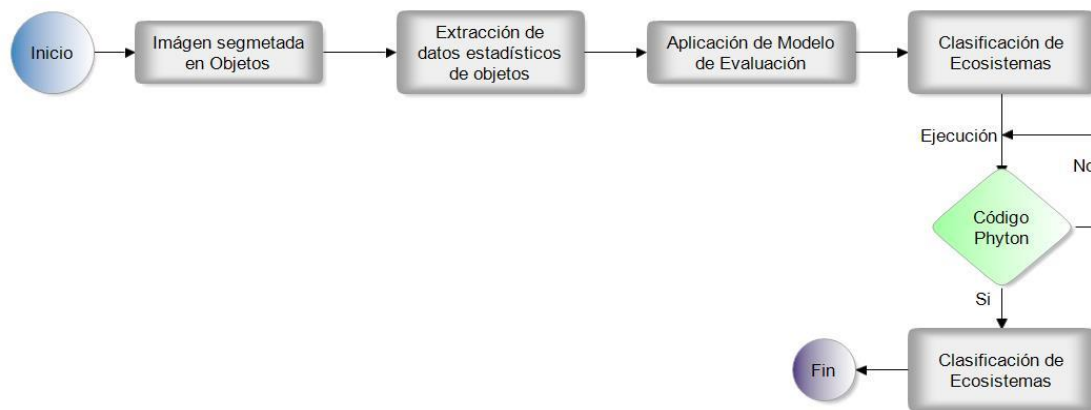 Inicio
Imágen segmetada
en Objetos
Extracción de
datos estadísticos
de objetos
Aplicación de Modelo
de Evaluación
Clasificación de
Ecosistemas
Ejecución
No
Código
Phyton
Si
Clasificación de
Ecosistemas
Fin